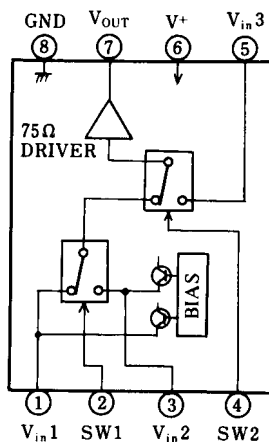 GND VOUT V+ Vin3
8 7 6 5
75Ω
DRIVER
BIAS
1 2 3 4
Vin1 SW1 Vin2 SW2